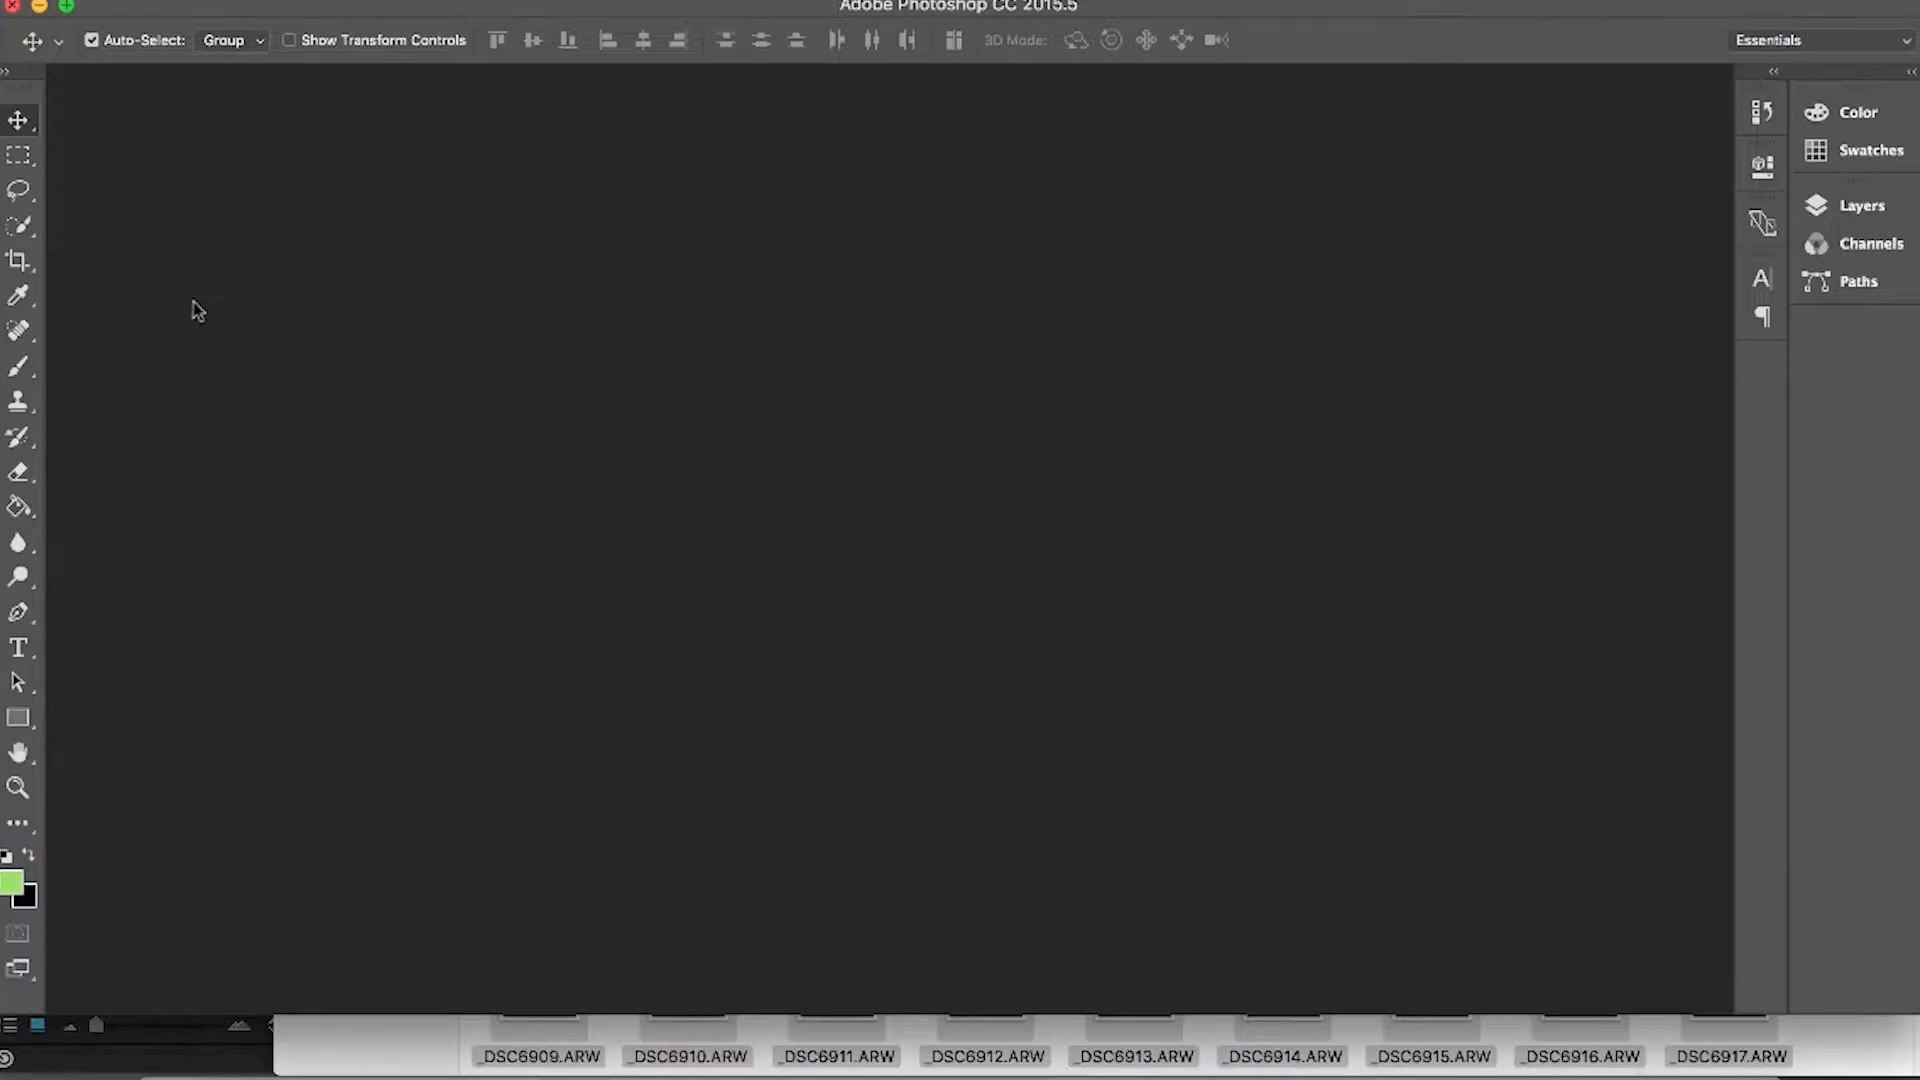 Adobe Photoshop CC 2015.5
Auto-Select: Group Show Transform Controls 3D Mode: Essentials
Color
Swatches
Layers
Channels
Paths
_DSC6909.ARW _DSC6910.ARW _DSC6911.ARW _DSC6912.ARW _DSC6913.ARW _DSC6914.ARW _DSC6915.ARW _DSC6916.ARW _DSC6917.ARW